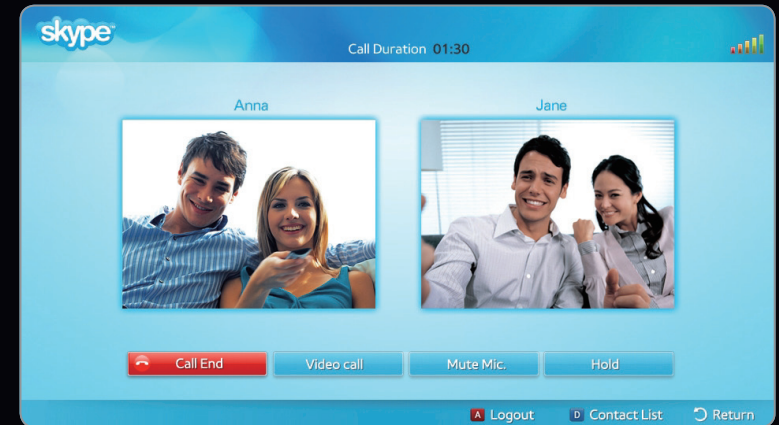 skype
Call Duration 01:30
Anna
Jane
Call End
Video call
Mute Mic.
Hold
A Logout
D Contact List
Return